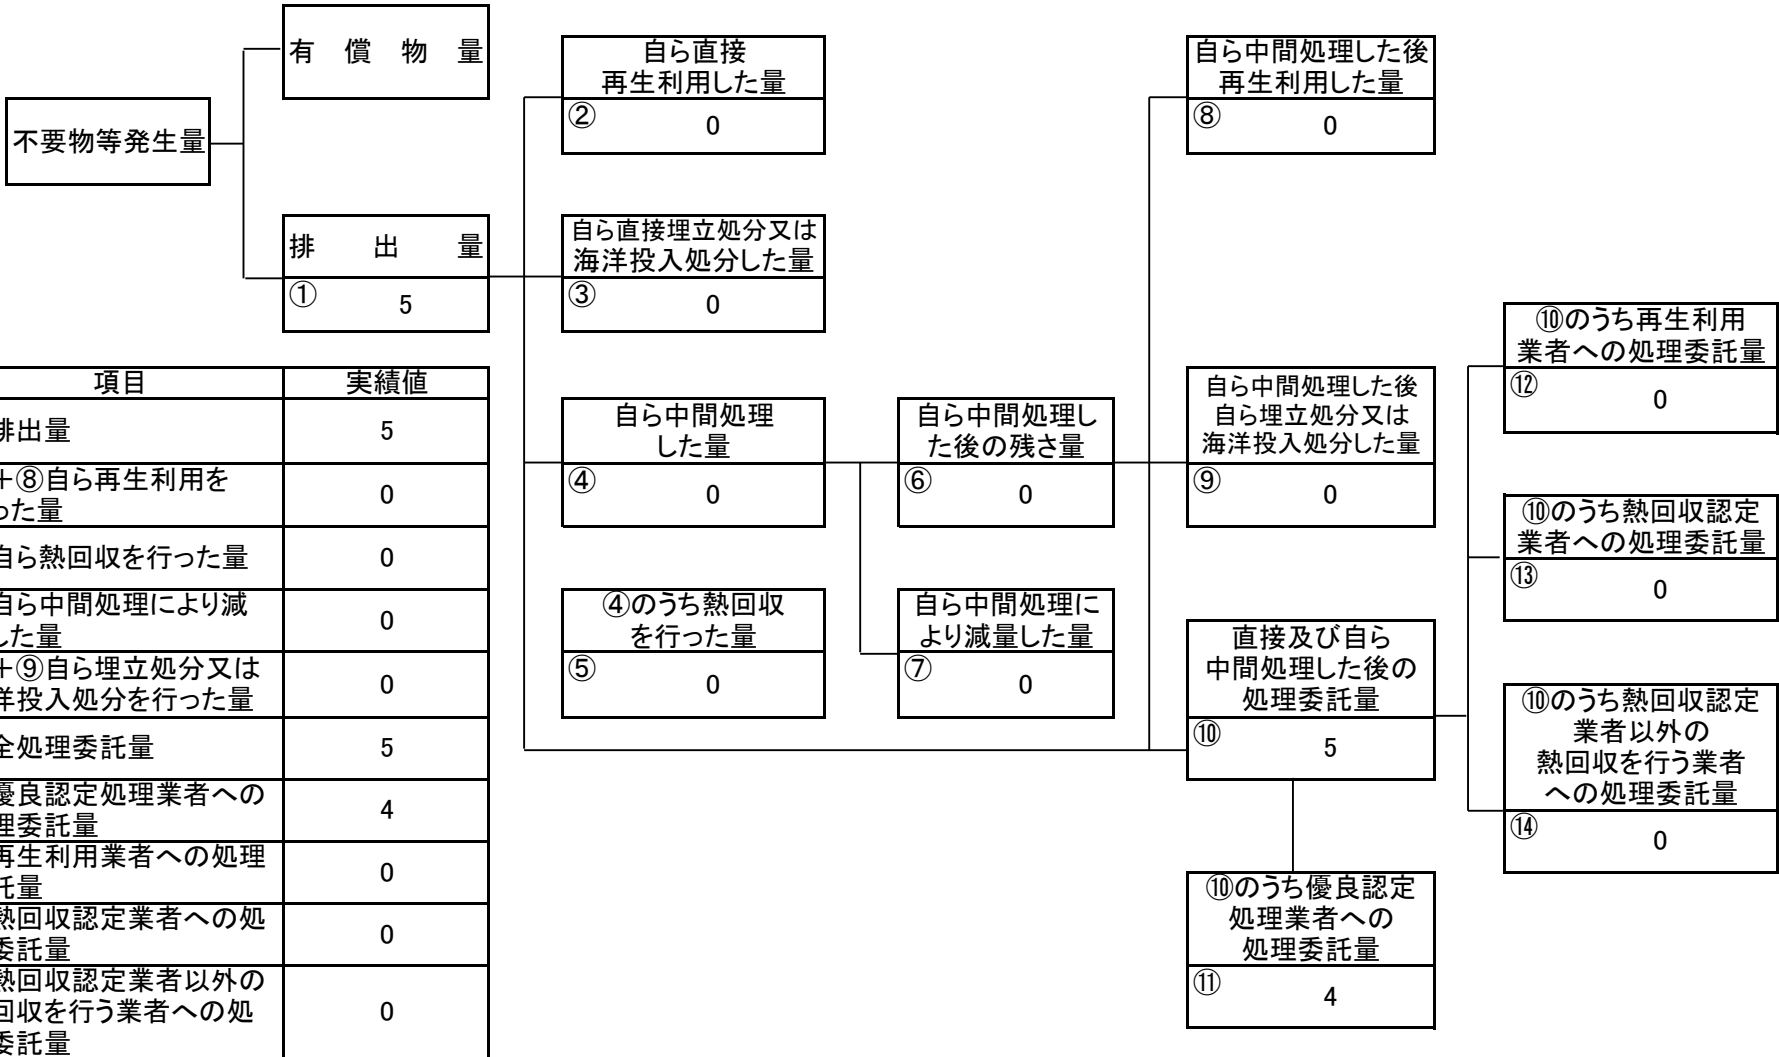 有償物量
不要物等発生量
排出量
① 5
自ら直接
再生利用した量
② 0
自ら直接埋立処分又は
海洋投入処分した量
③ 0
自ら中間処理
した量
④ 0
④のうち熱回収
を行った量
⑤ 0
自ら中間処理し
た後の残さ量
⑥ 0
自ら中間処理に
より減量した量
⑦ 0
自ら中間処理した後
再生利用した量
⑧ 0
自ら中間処理した後
自ら埋立処分又は
海洋投入処分した量
⑨ 0
直接及び自ら
中間処理した後の
処理委託量
⑩ 5
⑩のうち優良認定
処理業者への
処理委託量
⑪ 4
⑩のうち再生利用
業者への処理委託量
⑫ 0
⑩のうち熱回収認定
業者への処理委託量
⑬ 0
⑩のうち熱回収認定
業者以外の
熱回収を行う業者
への処理委託量
⑭ 0
項目 実績値
排出量 5
+⑧自ら再生利用を
った量 0
自ら熱回収を行った量 0
自ら中間処理により減
した量 0
+⑨自ら埋立処分又は
洋投入処分を行った量 0
全処理委託量 5
優良認定処理業者への
理委託量 4
再生利用業者への処理
託量 0
熱回収認定業者への処
委託量 0
熱回収認定業者以外の
回収を行う業者への処
委託量 0